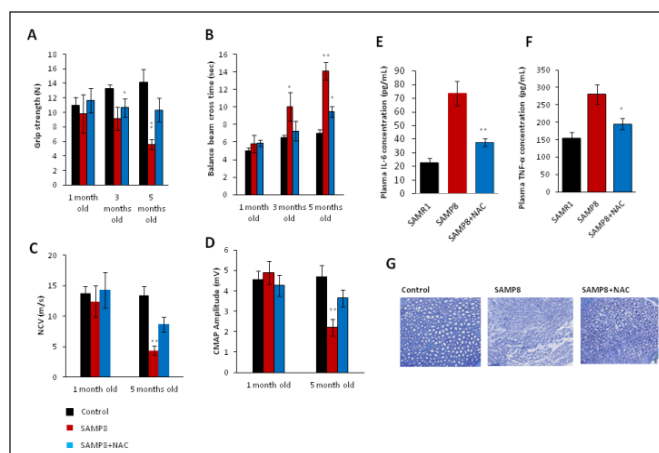 A
Grip strength (N)
18
16
14
12
10
8
6
4
2
0
*
**
1 month old
3 months old
5 months old
B
Balance beam cross time (sec)
16
14
12
10
8
6
4
2
0
*
**
*
1 month old
3 months old
5 months old
C
NCV (m/s)
20
15
10
5
0
**
1 month old
5 months old
Control
SAMP8
SAMP8+NAC
D
CMAP Amplitude (mV)
6
5
4
3
2
1
0
**
1 month old
5 months old
E
Plasma IL-6 concentration (pg/mL)
90
80
70
60
50
40
30
20
10
0
**
SAMR1
SAMP8
SAMP8+NAC
F
Plasma TNF-α concentration (pg/mL)
350
300
250
200
150
100
50
0
*
SAMR1
SAMP8
SAMP8+NAC
G
Control
SAMP8
SAMP8+NAC